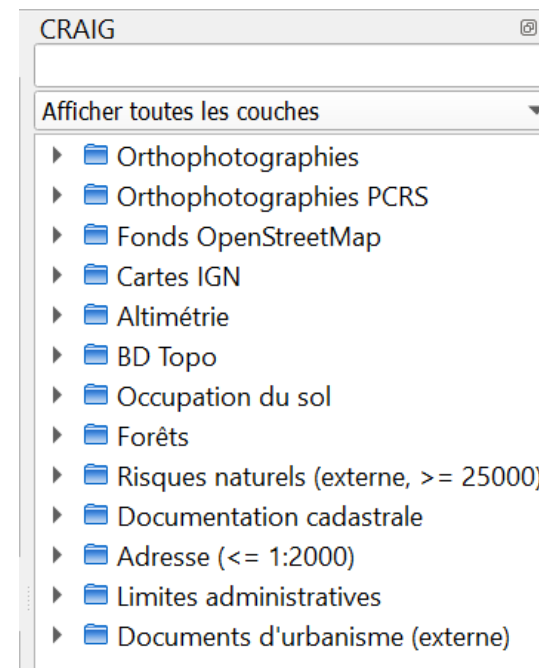 CRAIG
Afficher toutes les couches
Orthophotographies
Orthophotographies PCRS
Fonds OpenStreetMap
Cartes IGN
Altimétrie
BD Topo
Occupation du sol
Forêts
Risques naturels (externe, >= 25000)
Documentation cadastrale
Adresse (<= 1:2000)
Limites administratives
Documents d'urbanisme (externe)